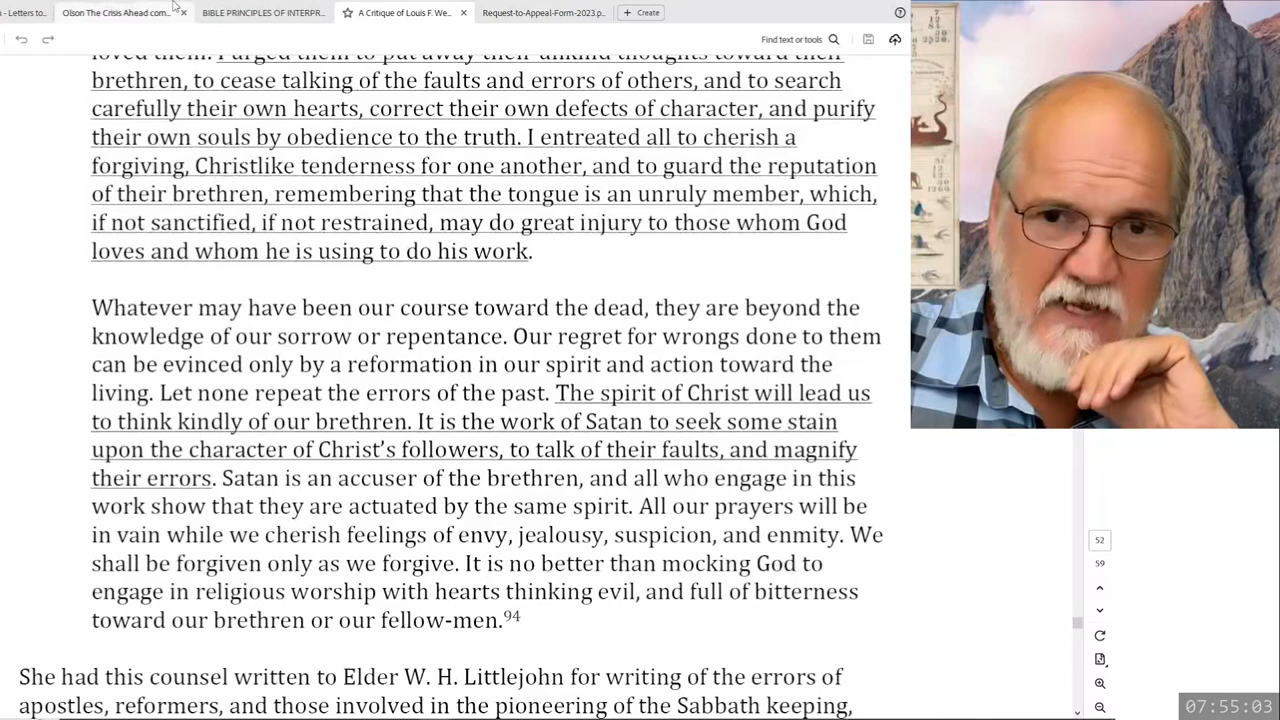 - Letters to...
Olson The Crisis Ahead com...
BIBLE PRINCIPLES OF INTERPR...
A Critique of Louis F. We...
Request-to-Appeal-Form-2023.p...
Create
Find text or tools
loved them. I urged them to put away their unkind thoughts toward their
brethren, to cease talking of the faults and errors of others, and to search
carefully their own hearts, correct their own defects of character, and purify
their own souls by obedience to the truth. I entreated all to cherish a
forgiving, Christlike tenderness for one another, and to guard the reputation
of their brethren, remembering that the tongue is an unruly member, which,
if not sanctified, if not restrained, may do great injury to those whom God
loves and whom he is using to do his work.
Whatever may have been our course toward the dead, they are beyond the
knowledge of our sorrow or repentance. Our regret for wrongs done to them
can be evinced only by a reformation in our spirit and action toward the
living. Let none repeat the errors of the past. The spirit of Christ will lead us
to think kindly of our brethren. It is the work of Satan to seek some stain
upon the character of Christ’s followers, to talk of their faults, and magnify
their errors. Satan is an accuser of the brethren, and all who engage in this
work show that they are actuated by the same spirit. All our prayers will be
in vain while we cherish feelings of envy, jealousy, suspicion, and enmity. We
shall be forgiven only as we forgive. It is no better than mocking God to
engage in religious worship with hearts thinking evil, and full of bitterness
toward our brethren or our fellow-men.94
She had this counsel written to Elder W. H. Littlejohn for writing of the errors of
apostles, reformers, and those involved in the pioneering of the Sabbath keeping,
52
59
07:55:03